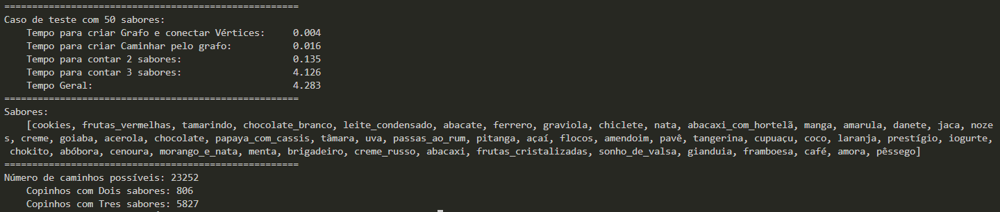 ===================================================
Caso de teste com 50 sabores:
    Tempo para criar Grafo e conectar Vértices:     0.004
    Tempo para criar Caminhar pelo grafo:           0.016
    Tempo para contar 2 sabores:                    0.135
    Tempo para contar 3 sabores:                    4.126
    Tempo Geral:                                    4.283
===================================================
Sabores:
    [cookies, frutas_vermelhas, tamarindo, chocolate_branco, leite_condensado, abacate, ferrero, graviola, chiclete, nata, abacaxi_com_hortelã, manga, amarula, danete, jaca, noze
s, creme, goiaba, acerola, chocolate, papaya_com_cassis, tâmara, uva, passas_ao_rum, pitanga, açaí, flocos, amendoim, pavê, tangerina, cupuaçu, coco, laranja, prestígio, iogurte,
 chokito, abóbora, cenoura, morango_e_nata, menta, brigadeiro, creme_russo, abacaxi, frutas_cristalizadas, sonho_de_valsa, gianduia, framboesa, café, amora, pêssego]
===================================================
Número de caminhos possíveis: 23252
    Copinhos com Dois sabores: 806
    Copinhos com Tres sabores: 5827